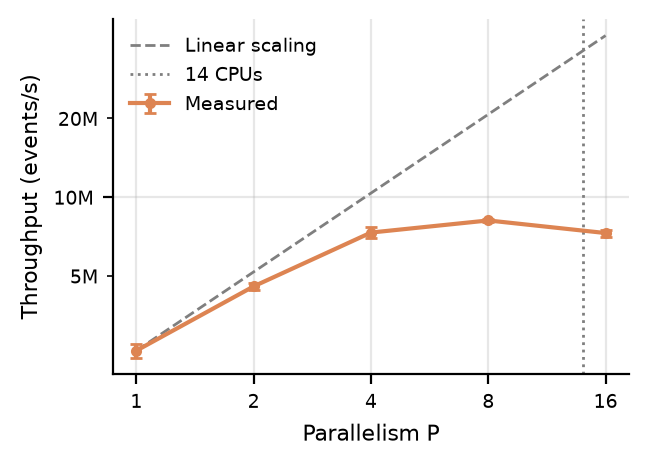 Linear scaling
14 CPUs
Measured
Throughput (events/s)
20M
10M
5M
1 2 4 8 16
Parallelism P